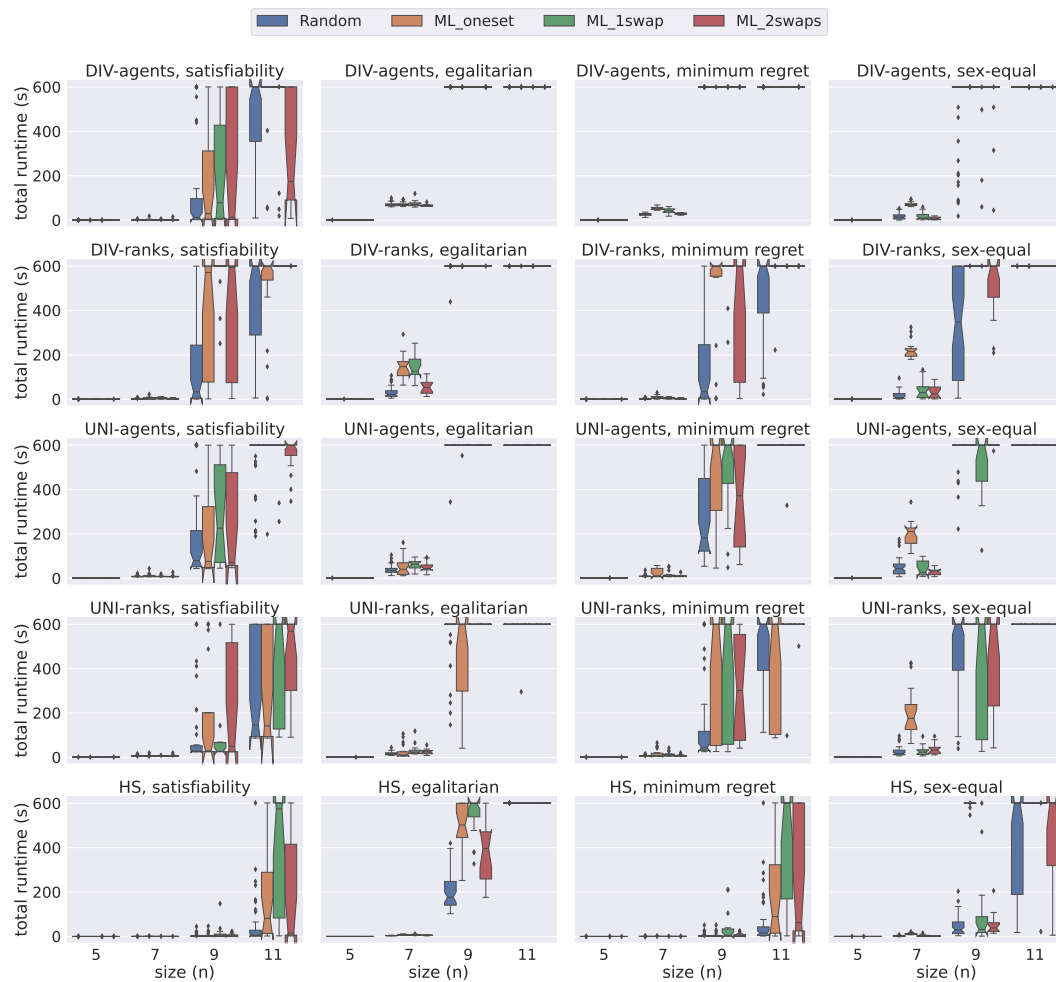 Random ML_oneset ML_1swap ML_2swaps
DIV-agents, satisfiability DIV-agents, egalitarian DIV-agents, minimum regret DIV-agents, sex-equal
600
400
200
0
total runtime (s)
DIV-ranks, satisfiability DIV-ranks, egalitarian DIV-ranks, minimum regret DIV-ranks, sex-equal
600
400
200
0
total runtime (s)
UNI-agents, satisfiability UNI-agents, egalitarian UNI-agents, minimum regret UNI-agents, sex-equal
600
400
200
0
total runtime (s)
UNI-ranks, satisfiability UNI-ranks, egalitarian UNI-ranks, minimum regret UNI-ranks, sex-equal
600
400
200
0
total runtime (s)
HS, satisfiability HS, egalitarian HS, minimum regret HS, sex-equal
600
400
200
0
total runtime (s)
5 7 9 11 5 7 9 11 5 7 9 11 5 7 9 11
size (n) size (n) size (n) size (n)